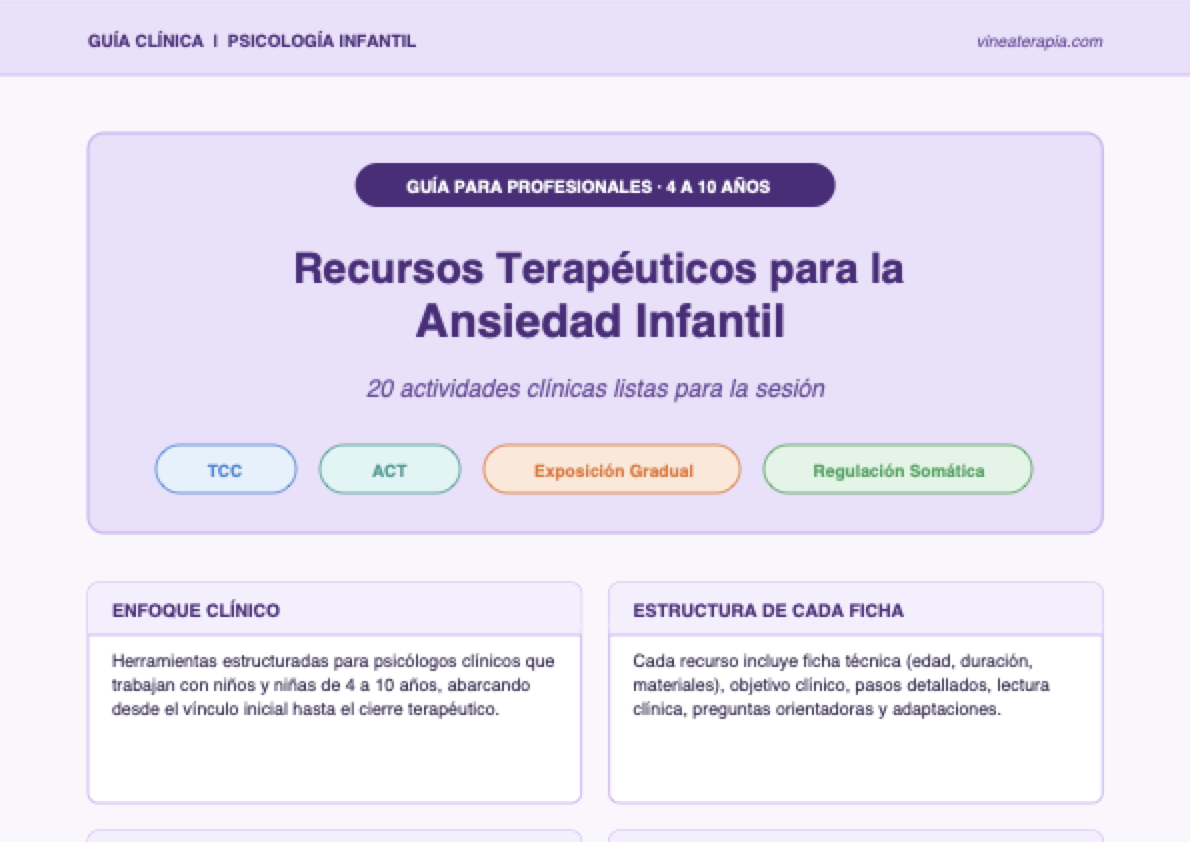 GUÍA CLÍNICA | PSICOLOGÍA INFANTIL
vineaterapia.com
GUÍA PARA PROFESIONALES · 4 A 10 AÑOS
Recursos Terapéuticos para la
Ansiedad Infantil
20 actividades clínicas listas para la sesión
TCC
ACT
Exposición Gradual
Regulación Somática
ENFOQUE CLÍNICO
Herramientas estructuradas para psicólogos clínicos que
trabajan con niños y niñas de 4 a 10 años, abarcando
desde el vínculo inicial hasta el cierre terapéutico.
ESTRUCTURA DE CADA FICHA
Cada recurso incluye ficha técnica (edad, duración,
materiales), objetivo clínico, pasos detallados, lectura
clínica, preguntas orientadoras y adaptaciones.